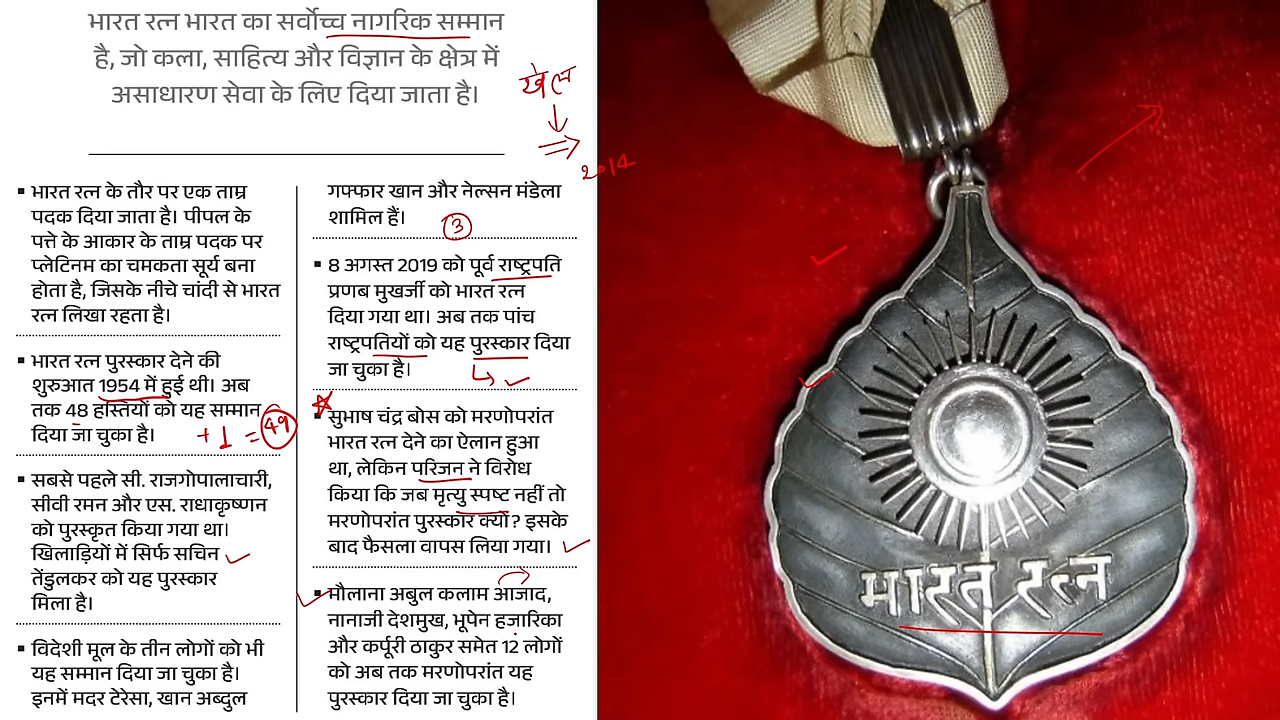 भारत रत्न भारत का सर्वोच्च नागरिक सम्मान
है, जो कला, साहित्य और विज्ञान के क्षेत्र में
असाधारण सेवा के लिए दिया जाता है।
खेल
2014
▪ भारत रत्न के तौर पर एक ताम्र
पदक दिया जाता है। पीपल के
पत्ते के आकार के ताम्र पदक पर
प्लेटिनम का चमकता सूर्य बना
होता है, जिसके नीचे चांदी से भारत
रत्न लिखा रहता है।
▪ भारत रत्न पुरस्कार देने की
शुरुआत 1954 में हुई थी। अब
तक 48 हस्तियों को यह सम्मान
दिया जा चुका है।
+1 = 49
▪ सबसे पहले सी. राजगोपालाचारी,
सीवी रमन और एस. राधाकृष्णन
को पुरस्कृत किया गया था।
खिलाड़ियों में सिर्फ सचिन
तेंडुलकर को यह पुरस्कार
मिला है।
▪ विदेशी मूल के तीन लोगों को भी
यह सम्मान दिया जा चुका है।
इनमें मदर टेरेसा, खान अब्दुल
गफ्फार खान और नेल्सन मंडेला
शामिल हैं।
3
▪ 8 अगस्त 2019 को पूर्व राष्ट्रपति
प्रणब मुखर्जी को भारत रत्न
दिया गया था। अब तक पांच
राष्ट्रपतियों को यह पुरस्कार दिया
जा चुका है।
▪ सुभाष चंद्र बोस को मरणोपरांत
भारत रत्न देने का ऐलान हुआ
था, लेकिन परिजन ने विरोध
किया कि जब मृत्यु स्पष्ट नहीं तो
मरणोपरांत पुरस्कार क्यों? इसके
बाद फैसला वापस लिया गया।
▪ मौलाना अबुल कलाम आजाद,
नानाजी देशमुख, भूपेन हजारिका
और कर्पूरी ठाकुर समेत 12 लोगों
को अब तक मरणोपरांत यह
पुरस्कार दिया जा चुका है।
भारत रत्न